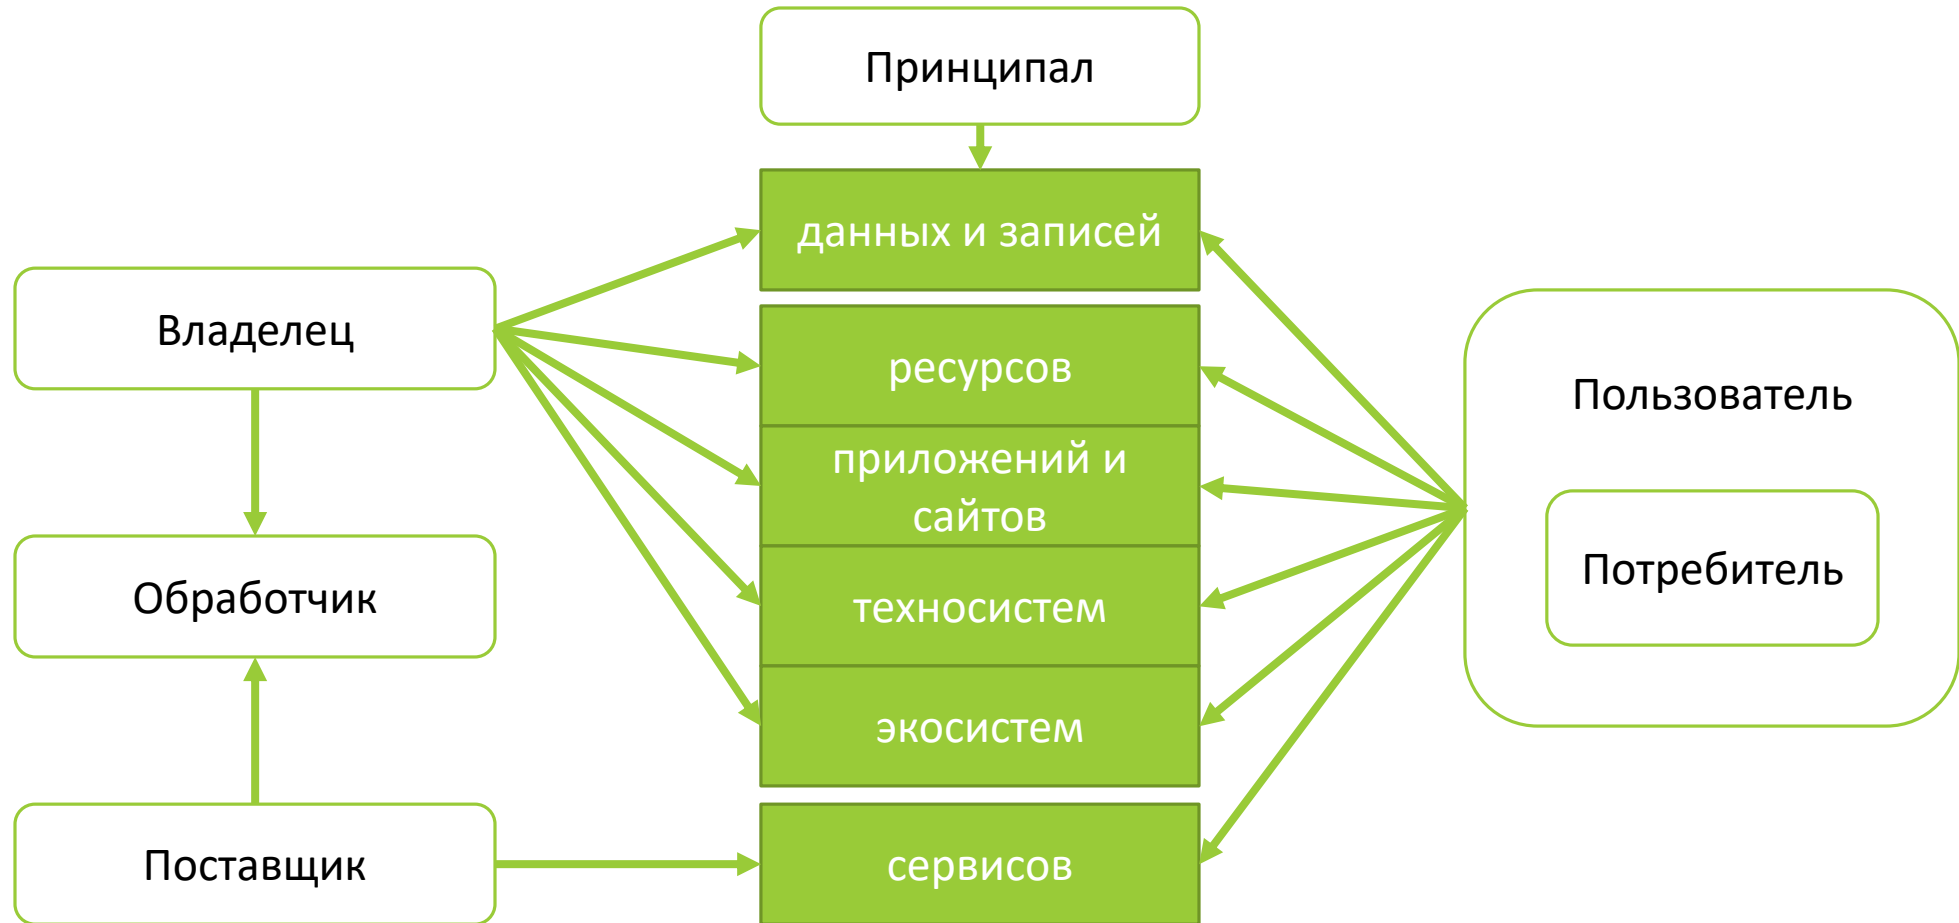 Принципал
данных и записей
Владелец
ресурсов
Пользователь
приложений и
сайтов
Потребитель
Обработчик
техносистем
экосистем
Поставщик
сервисов